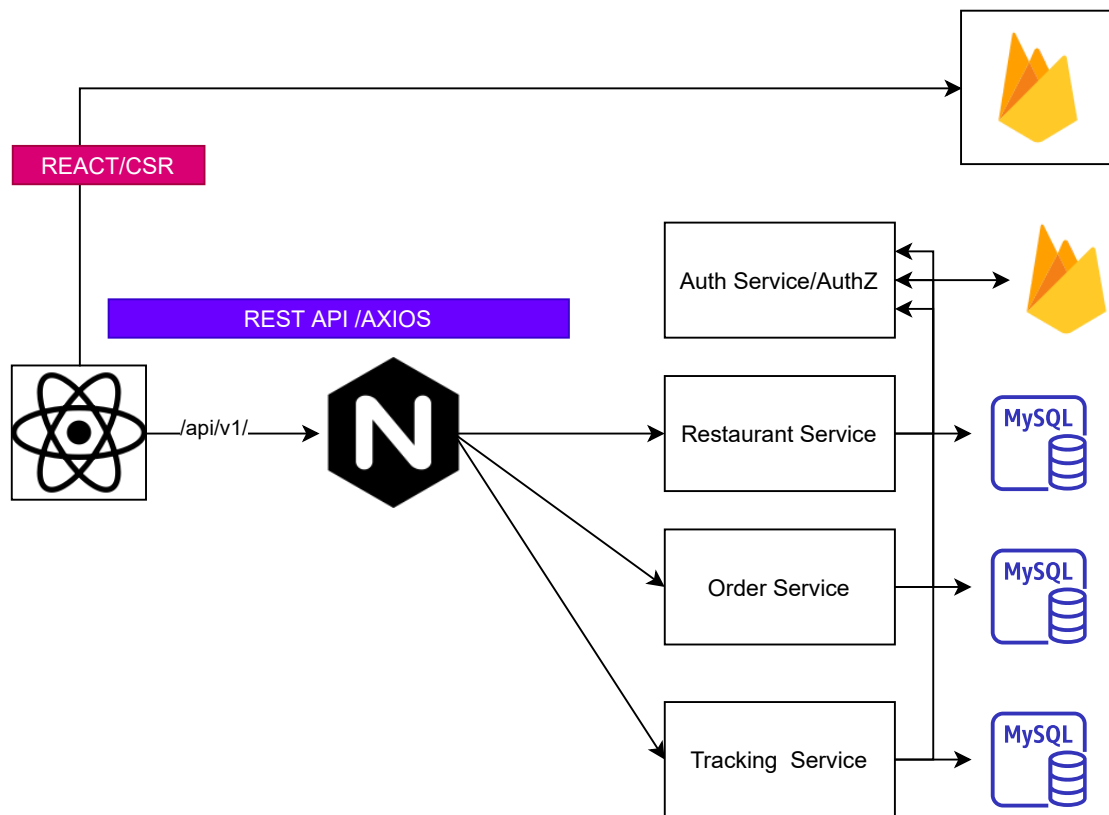 REACT/CSR
Auth Service/AuthZ
REST API /AXIOS
/api/v1/
N
Restaurant Service
MySQL
Order Service
MySQL
Tracking  Service
MySQL